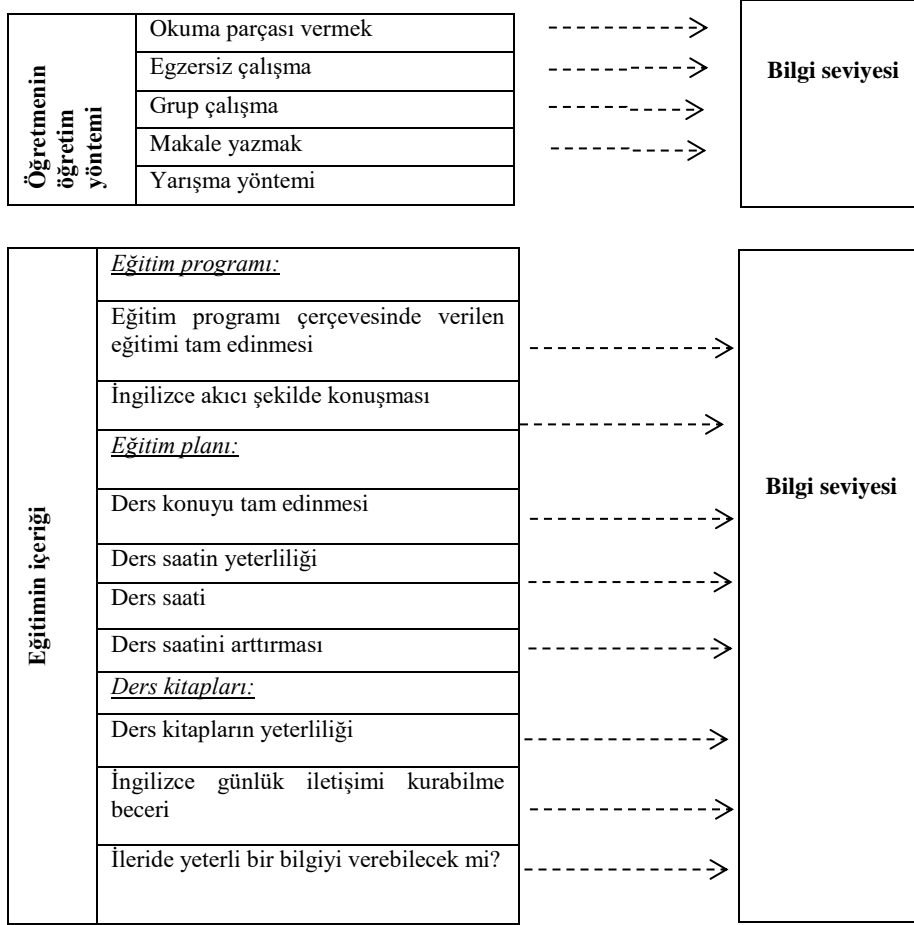 Öğretmenin
öğretim
yöntemi
Okuma parçası vermek
Egzersiz çalışma
Grup çalışma
Makale yazmak
Yarışma yöntemi
Bilgi seviyesi
Eğitimin içeriği
Eğitim programı:
Eğitim programı çerçevesinde verilen
eğitimi tam edinmesi
İngilizce akıcı şekilde konuşması
Eğitim planı:
Ders konuyu tam edinmesi
Ders saatin yeterliliği
Ders saati
Ders saatini arttırması
Ders kitapları:
Ders kitapların yeterliliği
İngilizce günlük iletişimi kurabilme
beceri
İleride yeterli bir bilgiyi verebilecek mi?
Bilgi seviyesi